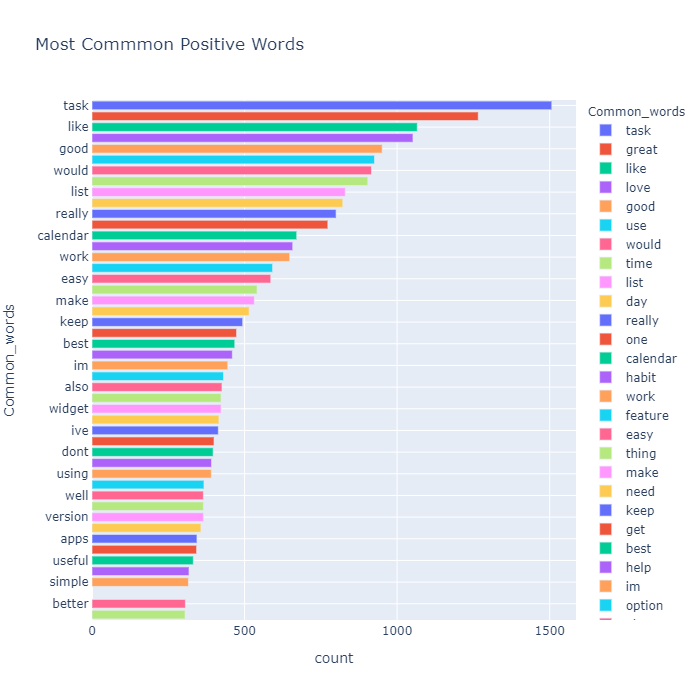 Most Commmon Positive Words
Common_words
task
like
good
would
list
really
calendar
work
easy
make
keep
best
im
also
widget
ive
dont
using
well
version
apps
useful
simple
better
0
500
1000
1500
count
Common_words
task
great
like
love
good
use
would
time
list
day
really
one
calendar
habit
work
feature
easy
thing
make
need
keep
get
best
help
im
option